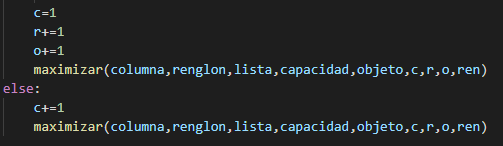 c=1
r+=1
o+=1
maximizar(columna,renglon,lista,capacidad,objeto,c,r,o,ren)
else:
c+=1
maximizar(columna,renglon,lista,capacidad,objeto,c,r,o,ren)